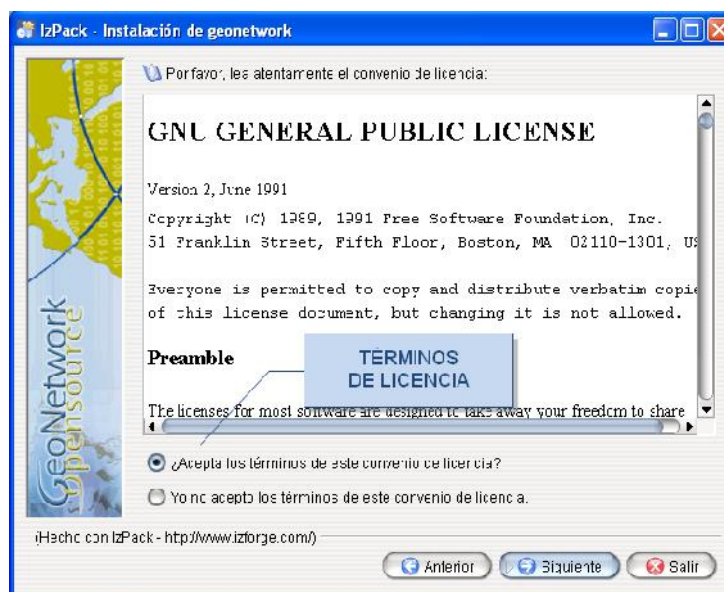 IzPack - Instalación de geonetwork
Por favor, lea atentamente el convenio de licencia:
GNU GENERAL PUBLIC LICENSE
Version 2, June 1991
Copyright (C) 1989, 1991 Free Software Foundation, Inc.
51 Franklin Street, Fifth Floor, Boston, MA 02110-1301, US
Everyone is permitted to copy and distribute verbatim copie
of this license document, but changing it is not allowed.
Preamble
TÉRMINOS
DE LICENCIA
The licenses for most software are designed to take away your freedom to share
¿Acepta los términos de este convenio de licencia?
Yo no acepto los términos de este convenio de licencia.
GeoNetwork
Opensource
(Hecho con IzPack - http://www.izforge.com/)
Anterior
Siguiente
Salir